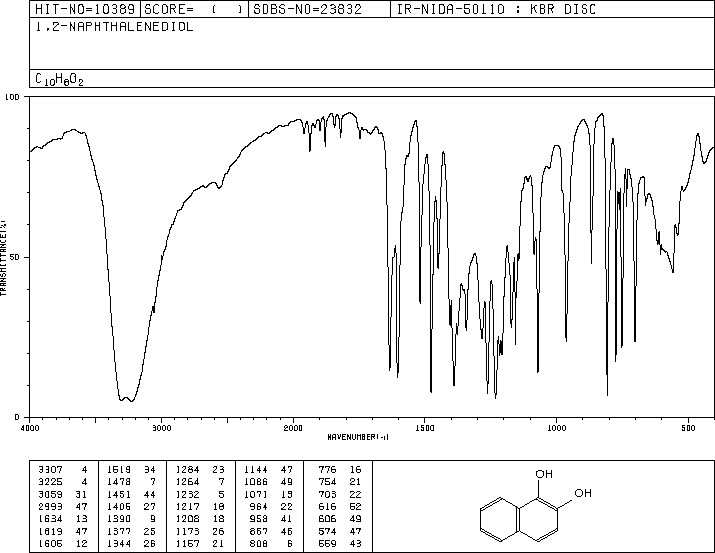 HIT-NO=10389 SCORE= ( ) SDBS-NO=23832 IR-NIDA-50110 : KBR DISC
1,2-NAPHTHALENEDIOL
C10H8O2
100
50
0
TRANSMITTANCE(%)
4000 3000 2000 1500 1000 500
WAVENUMBER(-1)
3307 4 1519 34 1284 23 1144 47 776 16
3225 4 1478 7 1264 7 1086 49 754 21
3059 31 1451 44 1232 5 1071 13 703 22
2993 47 1406 27 1217 18 964 22 616 52
1634 13 1390 9 1208 18 958 41 606 49
1619 47 1377 25 1173 26 867 46 574 47
1605 12 1344 26 1157 21 808 6 559 43
OH
OH